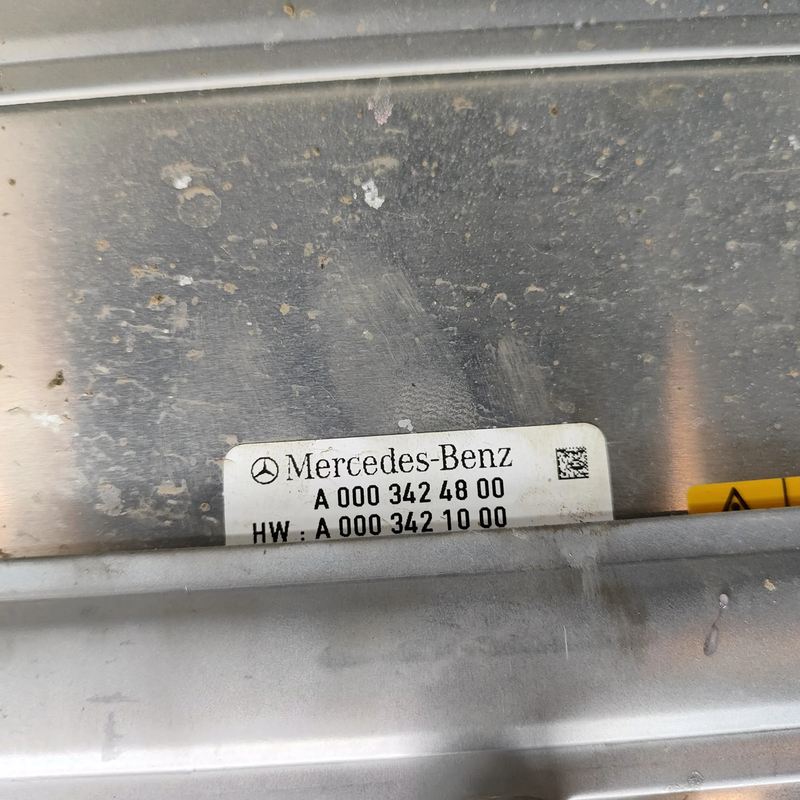 Mercedes-Benz
A 000 342 48 00
HW : A 000 342 10 00